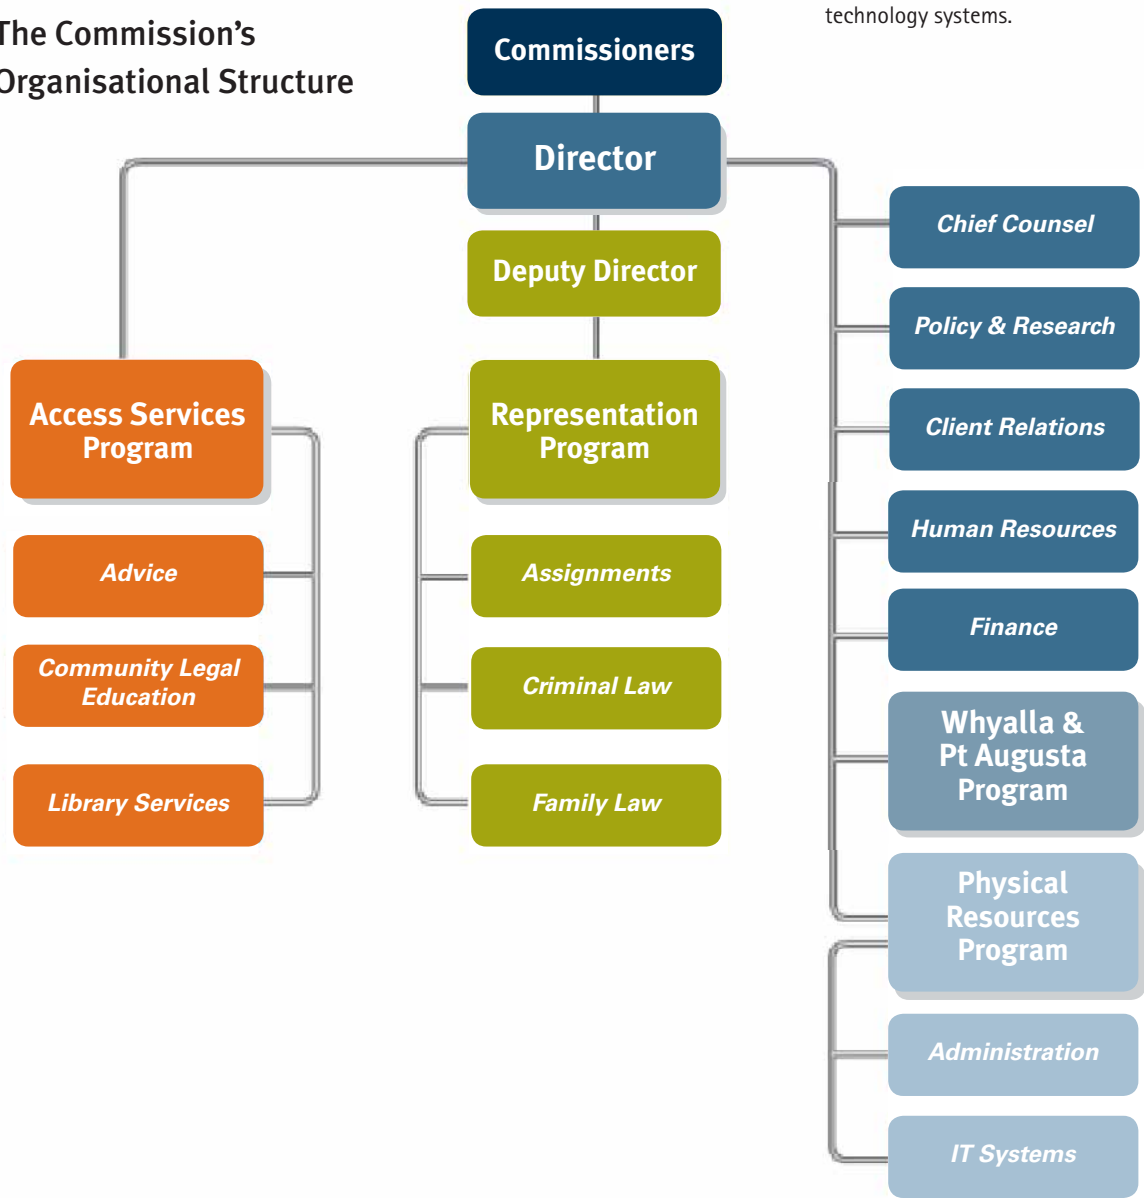 The Commission's
Organisational Structure
technology systems.
Commissioners
Director
Deputy Director
Access Services
Program
Advice
Community Legal
Education
Library Services
Representation
Program
Assignments
Criminal Law
Family Law
Chief Counsel
Policy & Research
Client Relations
Human Resources
Finance
Whyalla &
Pt Augusta
Program
Physical
Resources
Program
Administration
IT Systems